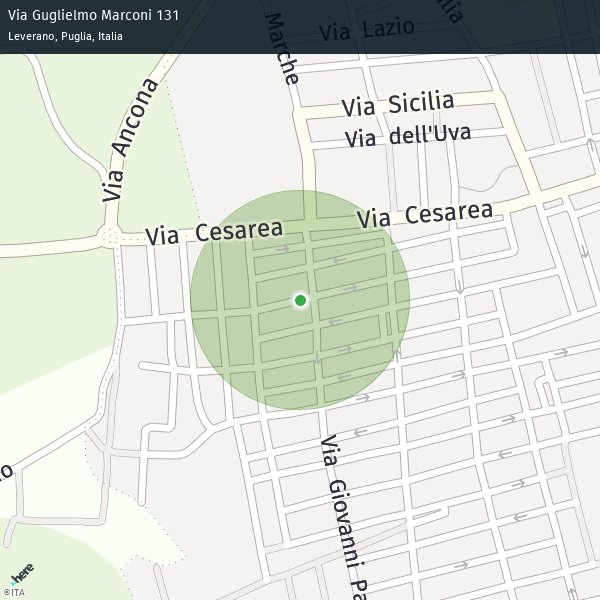 Via Guglielmo Marconi 131
Leverano, Puglia, Italia
Via Lazio
Marche
Via Sicilia
Via dell'Uva
Via Ancona
Via Cesarea
Via Cesarea
Via Giovanni Pa
here
©ITA